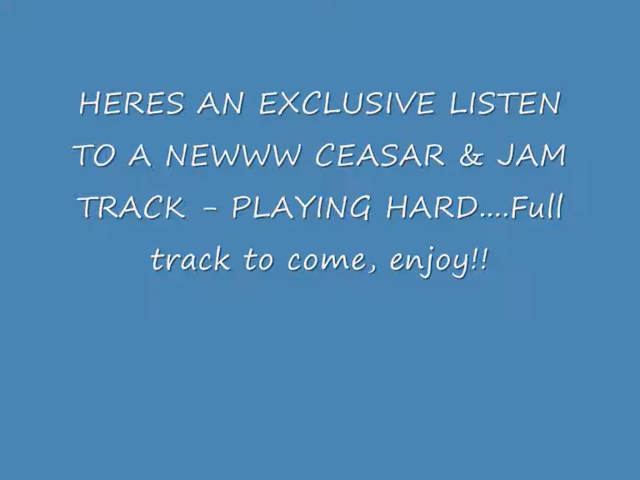 HERES AN EXCLUSIVE LISTEN
TO A NEWWW CEASAR & JAM
TRACK - PLAYING HARD....Full
track to come, enjoy!!